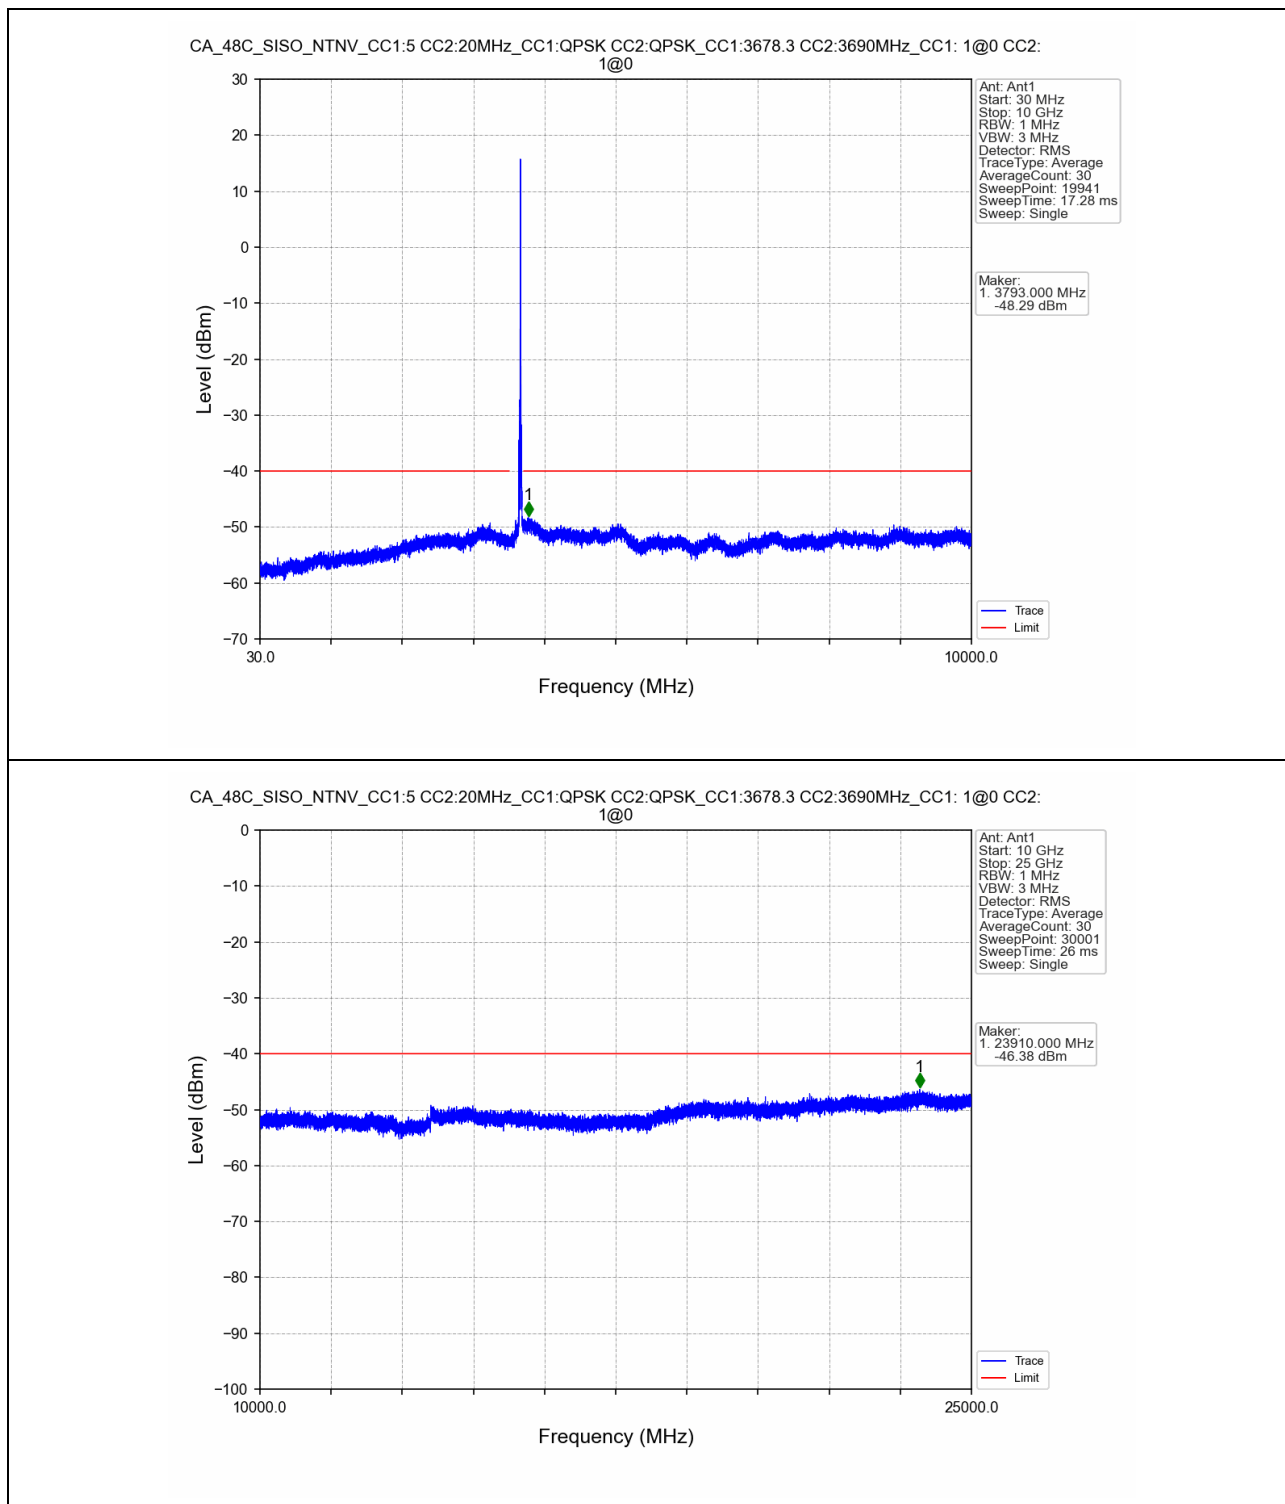 CA_48C_SISO_NTNV_CC1:5 CC2:20MHz_CC1:QPSK CC2:QPSK_CC1:3678.3 CC2:3690MHz_CC1: 1@0 CC2:
1@0
30
20
10
0
−10
−20
−30
−40
−50
−60
−70
Level (dBm)
1
30.0
10000.0
Frequency (MHz)
Ant: Ant1
Start: 30 MHz
Stop: 10 GHz
RBW: 1 MHz
VBW: 3 MHz
Detector: RMS
TraceType: Average
AverageCount: 30
SweepPoint: 19941
SweepTime: 17.28 ms
Sweep: Single
Maker:
1. 3793.000 MHz
-48.29 dBm
Trace
Limit
CA_48C_SISO_NTNV_CC1:5 CC2:20MHz_CC1:QPSK CC2:QPSK_CC1:3678.3 CC2:3690MHz_CC1: 1@0 CC2:
1@0
0
−10
−20
−30
−40
−50
−60
−70
−80
−90
−100
Level (dBm)
1
10000.0
25000.0
Frequency (MHz)
Ant: Ant1
Start: 10 GHz
Stop: 25 GHz
RBW: 1 MHz
VBW: 3 MHz
Detector: RMS
TraceType: Average
AverageCount: 30
SweepPoint: 30001
SweepTime: 26 ms
Sweep: Single
Maker:
1. 23910.000 MHz
-46.38 dBm
Trace
Limit